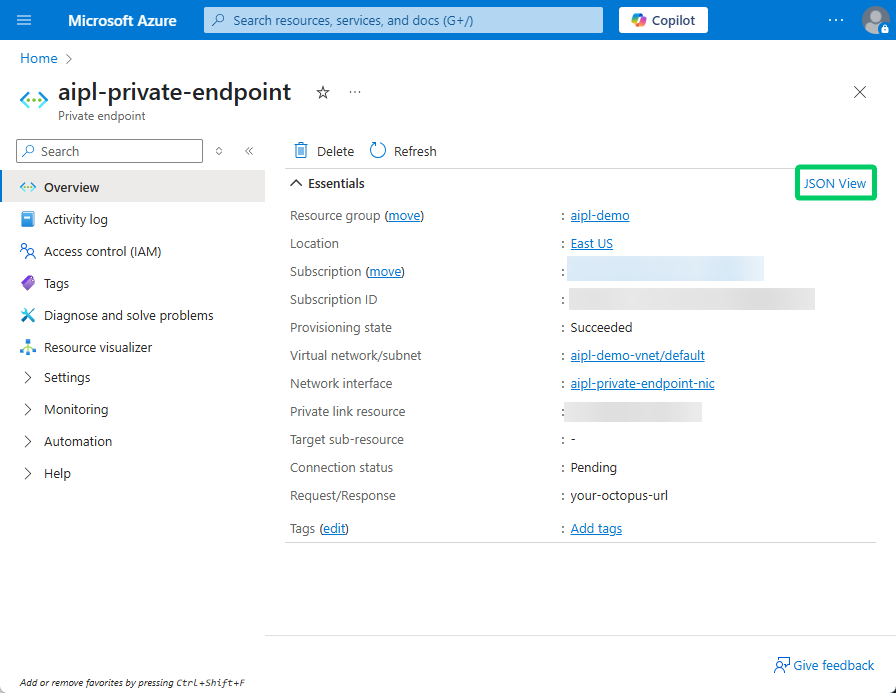 Microsoft Azure
Search resources, services, and docs (G+/)
Copilot
Home
aipl-private-endpoint
Private endpoint
Search
Delete
Refresh
Overview
Activity log
Access control (IAM)
Tags
Diagnose and solve problems
Resource visualizer
Settings
Monitoring
Automation
Help
Essentials
JSON View
Resource group (move) : aipl-demo
Location : East US
Subscription (move) :
Subscription ID :
Provisioning state : Succeeded
Virtual network/subnet : aipl-demo-vnet/default
Network interface : aipl-private-endpoint-nic
Private link resource :
Target sub-resource : -
Connection status : Pending
Request/Response : your-octopus-url
Tags (edit) : Add tags
Give feedback
Add or remove favorites by pressing Ctrl+Shift+F